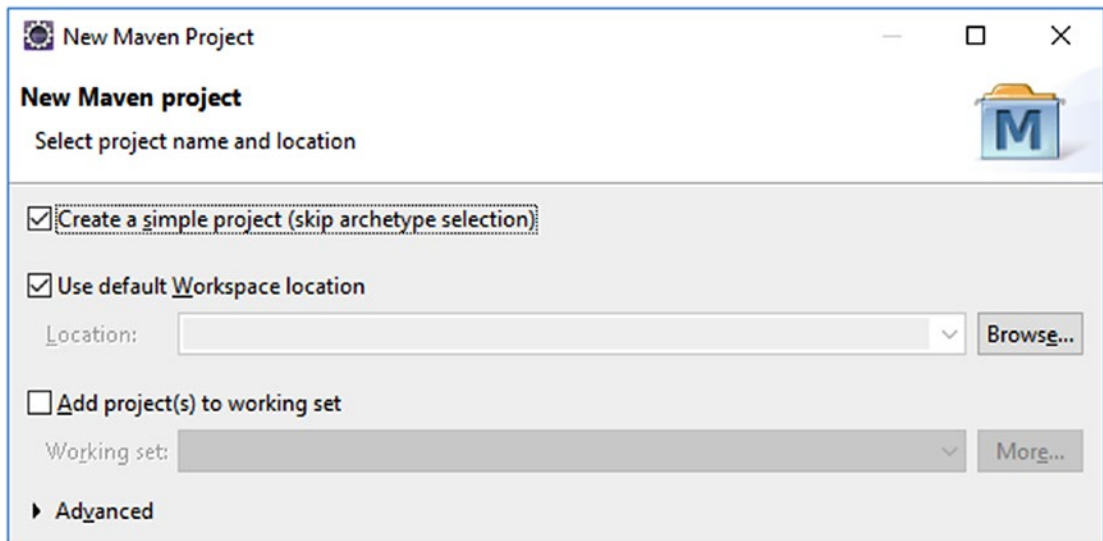 New Maven Project
New Maven project
Select project name and location
M
Create a simple project (skip archetype selection)
Use default Workspace location
Location:
Browse...
Add project(s) to working set
Working set:
More...
Advanced